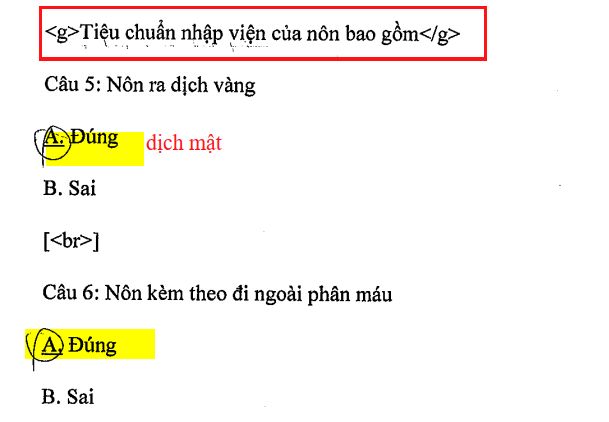 <g>Tiệu chuẩn nhập viện của nôn bao gồm</g>
Câu 5: Nôn ra dịch vàng
A. Đúng dịch mật
B. Sai
[<br>]
Câu 6: Nôn kèm theo đi ngoài phân máu
A. Đúng
B. Sai